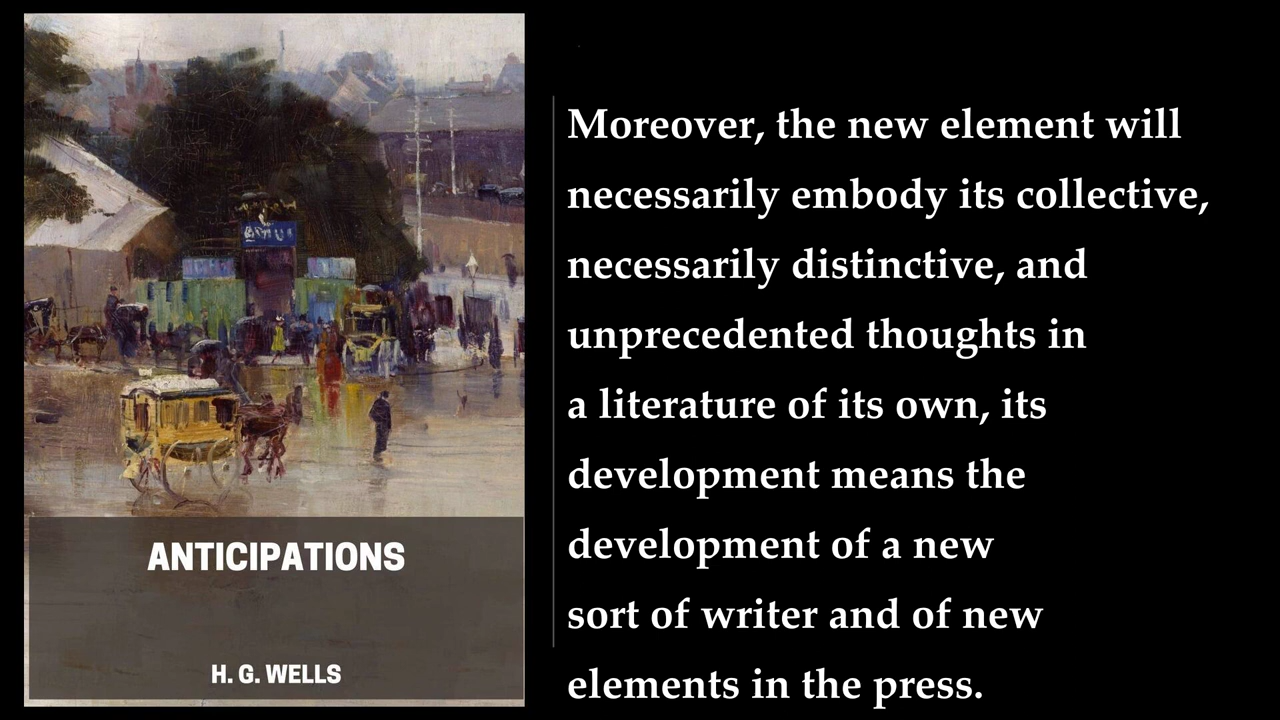 ANTICIPATIONS
H. G. WELLS
Moreover, the new element will
necessarily embody its collective,
necessarily distinctive, and
unprecedented thoughts in
a literature of its own, its
development means the
development of a new
sort of writer and of new
elements in the press.